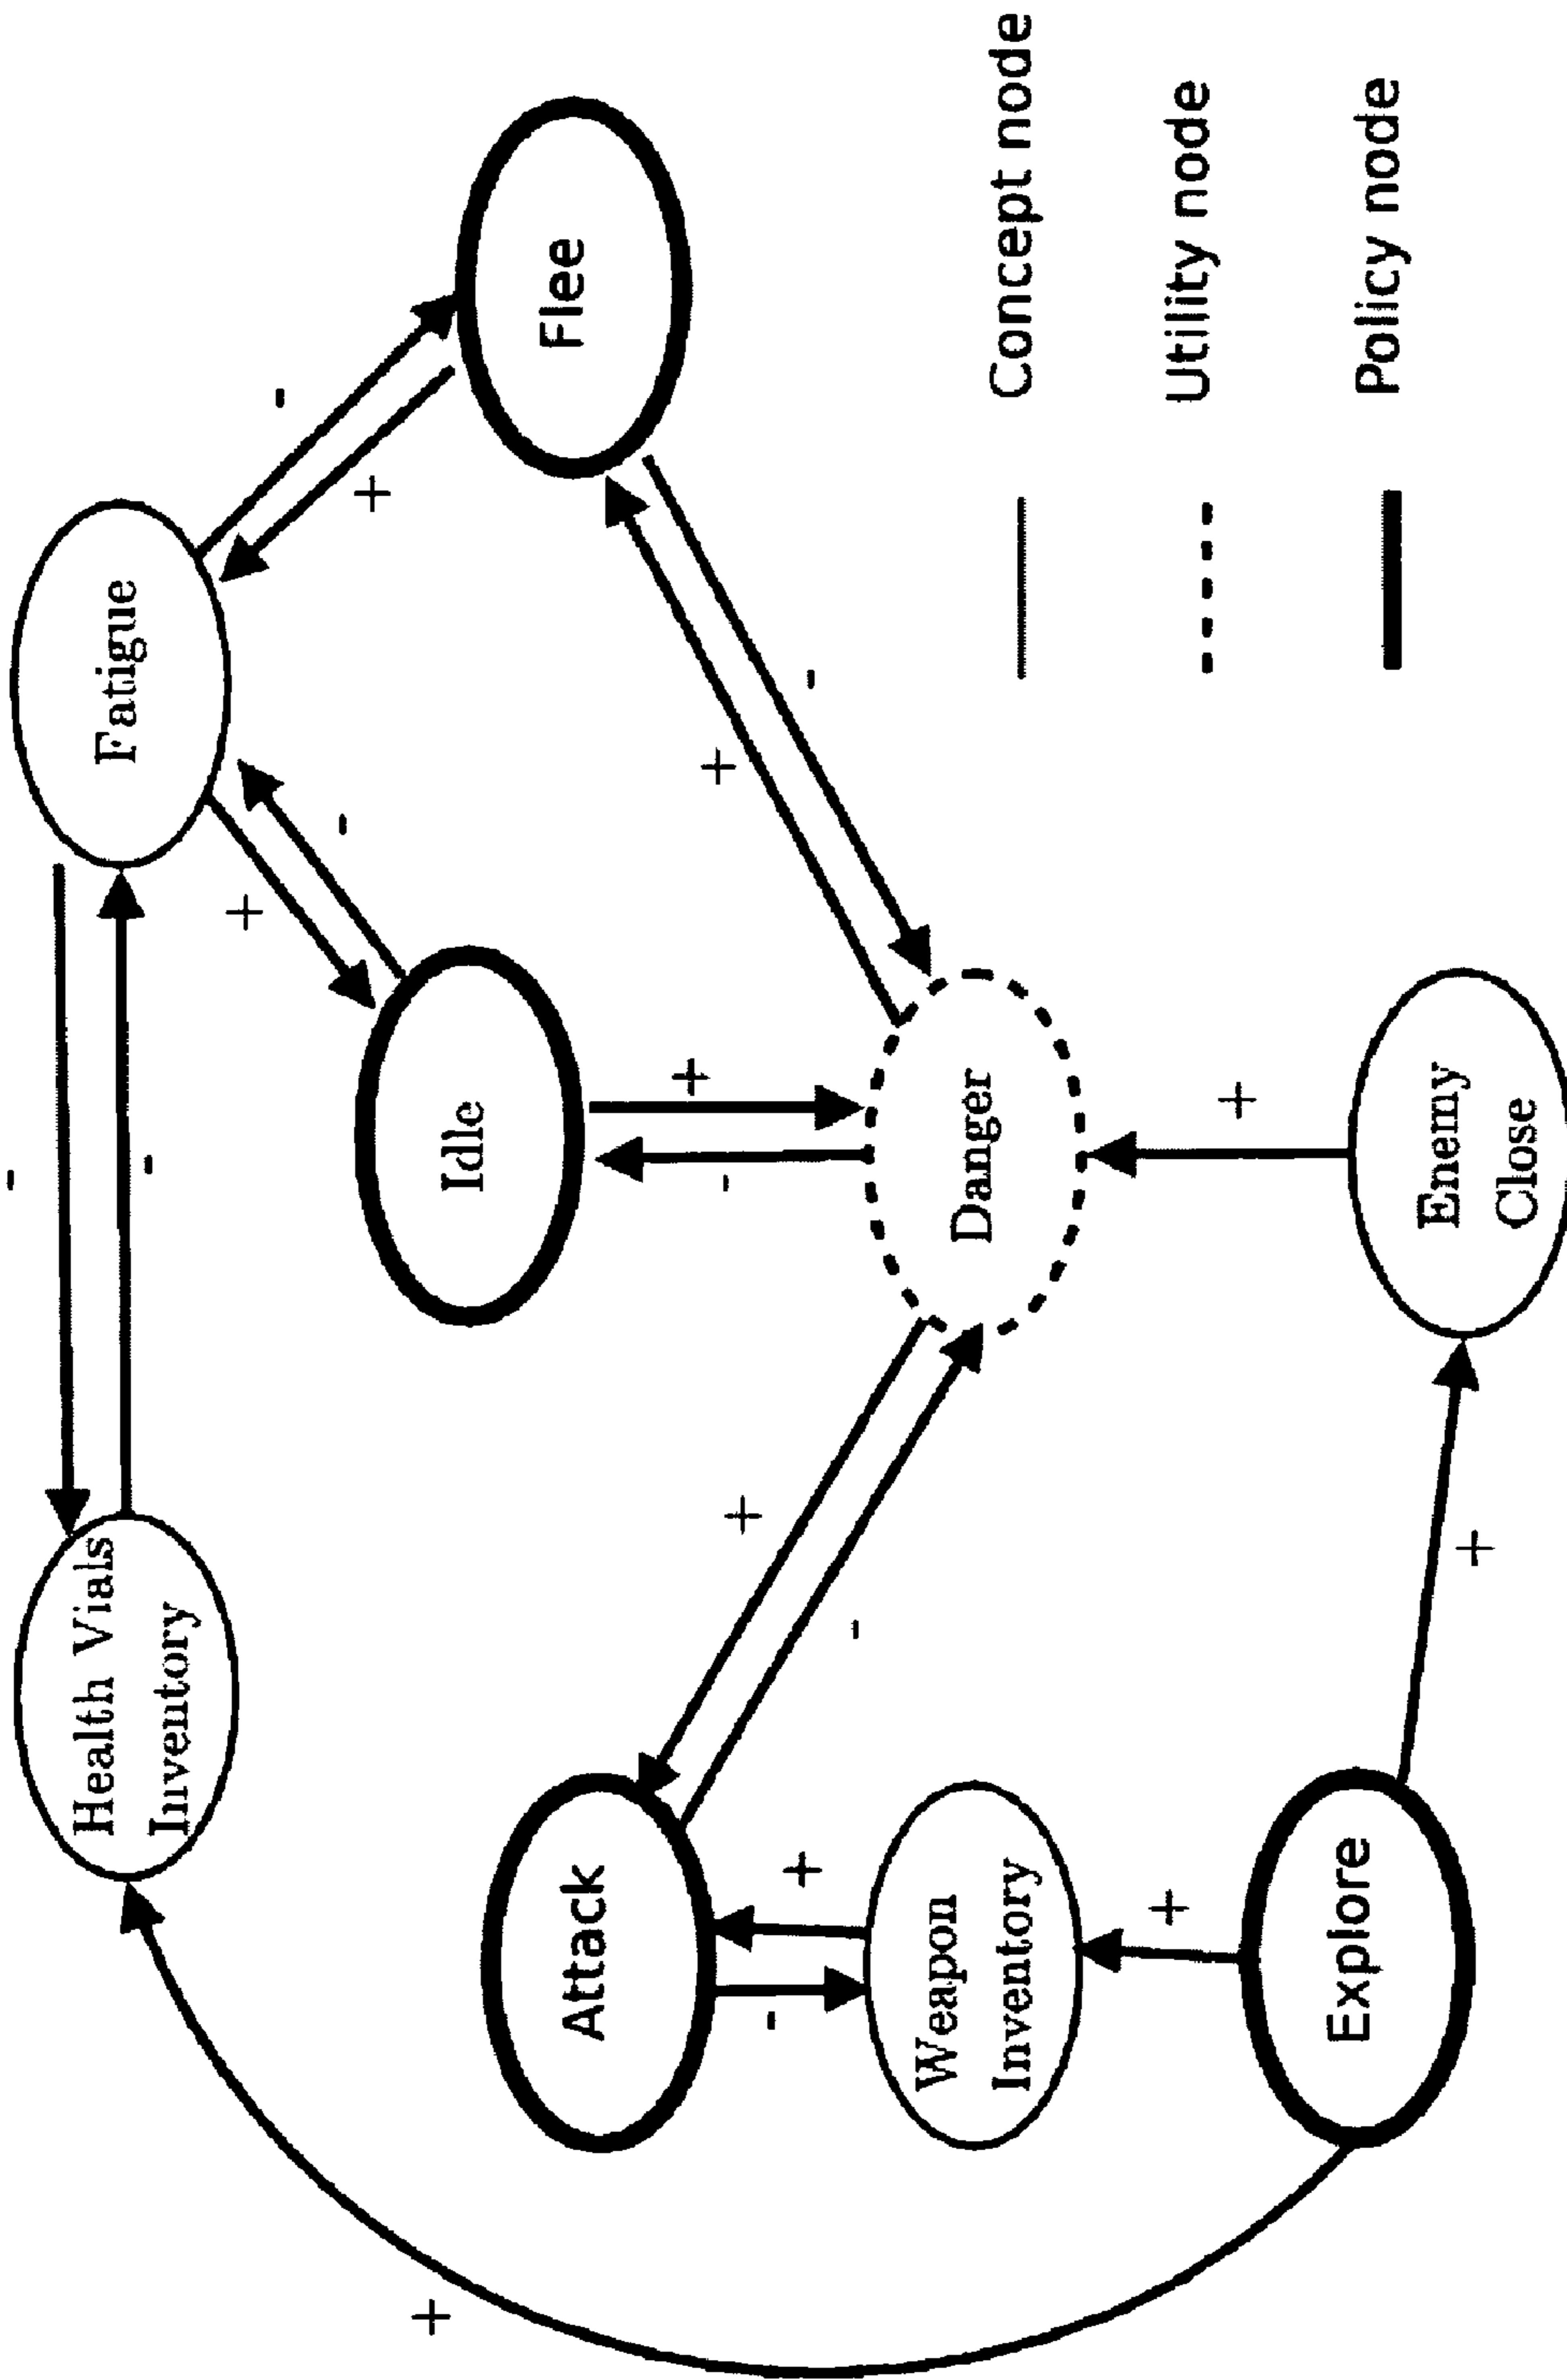 -
Health Vials
Inventory
Fatigue
-
+
-
-
+
+
Idle
Flee
Attack
+
+
-
+
-
+
-
-
Weapon
Inventory
Danger
Concept node
+
Utility node
+
Explore
Policy node
Enemy
Close
+